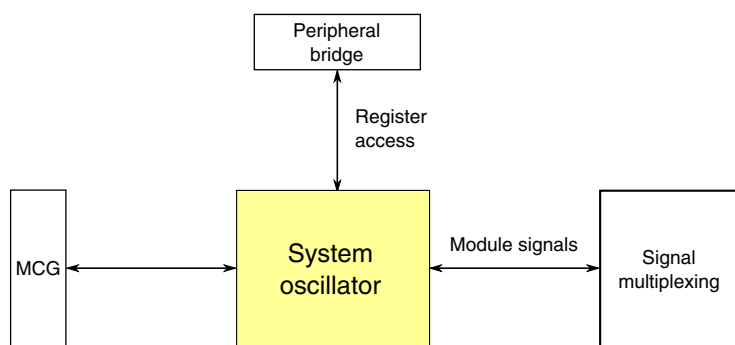 Peripheral
bridge
Register
access
MCG
System
oscillator
Module signals
Signal
multiplexing